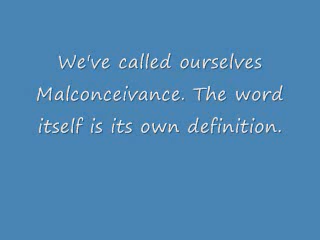 We've called ourselves
Malconceivance. The word
itself is its own definition.